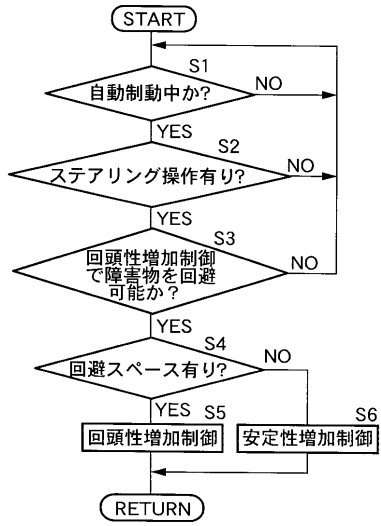 START
S1
自動制動中か?
NO
YES
S2
ステアリング操作有り?
NO
YES
S3
回頭性増加制御
で障害物を回避
可能か?
NO
YES
S4
回避スペース有り?
NO
YES
S5
回頭性増加制御
S6
安定性増加制御
RETURN